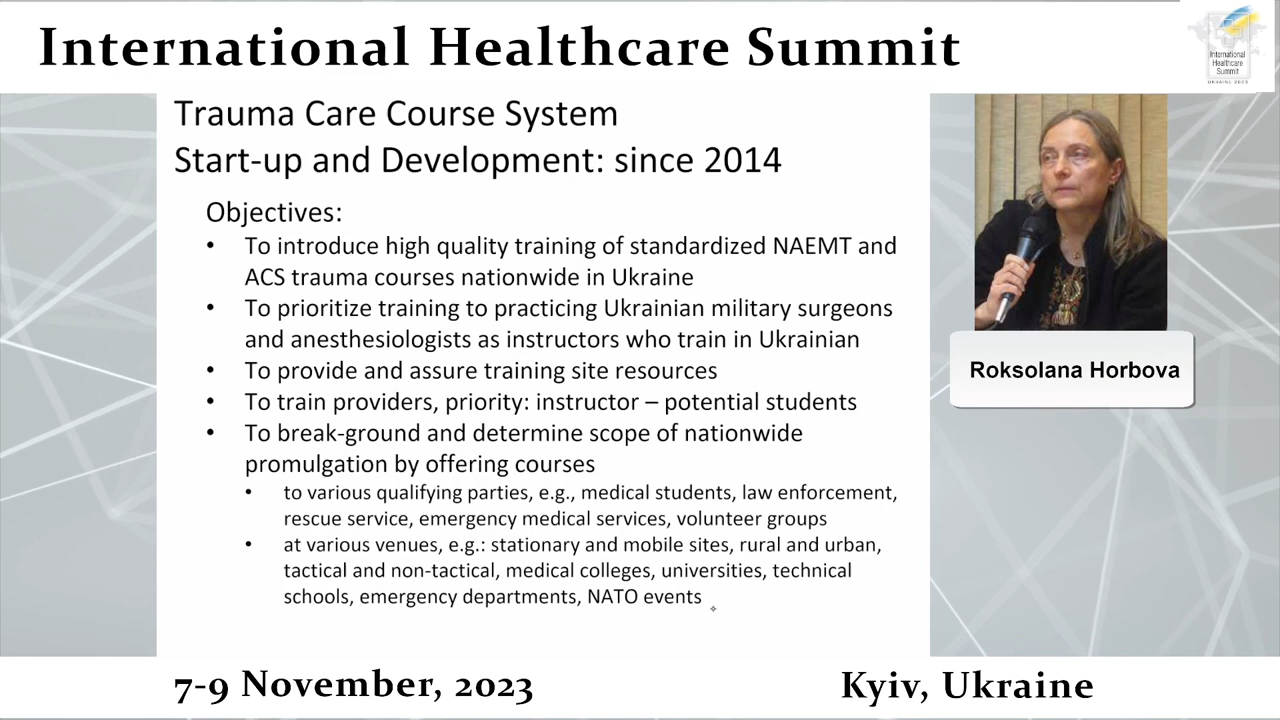 International Healthcare Summit
International
Healthcare
Summit
UKRAINE 2023
Trauma Care Course System
Start-up and Development: since 2014
Objectives:
• To introduce high quality training of standardized NAEMT and
ACS trauma courses nationwide in Ukraine
• To prioritize training to practicing Ukrainian military surgeons
and anesthesiologists as instructors who train in Ukrainian
• To provide and assure training site resources
• To train providers, priority: instructor – potential students
• To break-ground and determine scope of nationwide
promulgation by offering courses
• to various qualifying parties, e.g., medical students, law enforcement,
rescue service, emergency medical services, volunteer groups
• at various venues, e.g.: stationary and mobile sites, rural and urban,
tactical and non-tactical, medical colleges, universities, technical
schools, emergency departments, NATO events
Roksolana Horbova
7-9 November, 2023
Kyiv, Ukraine